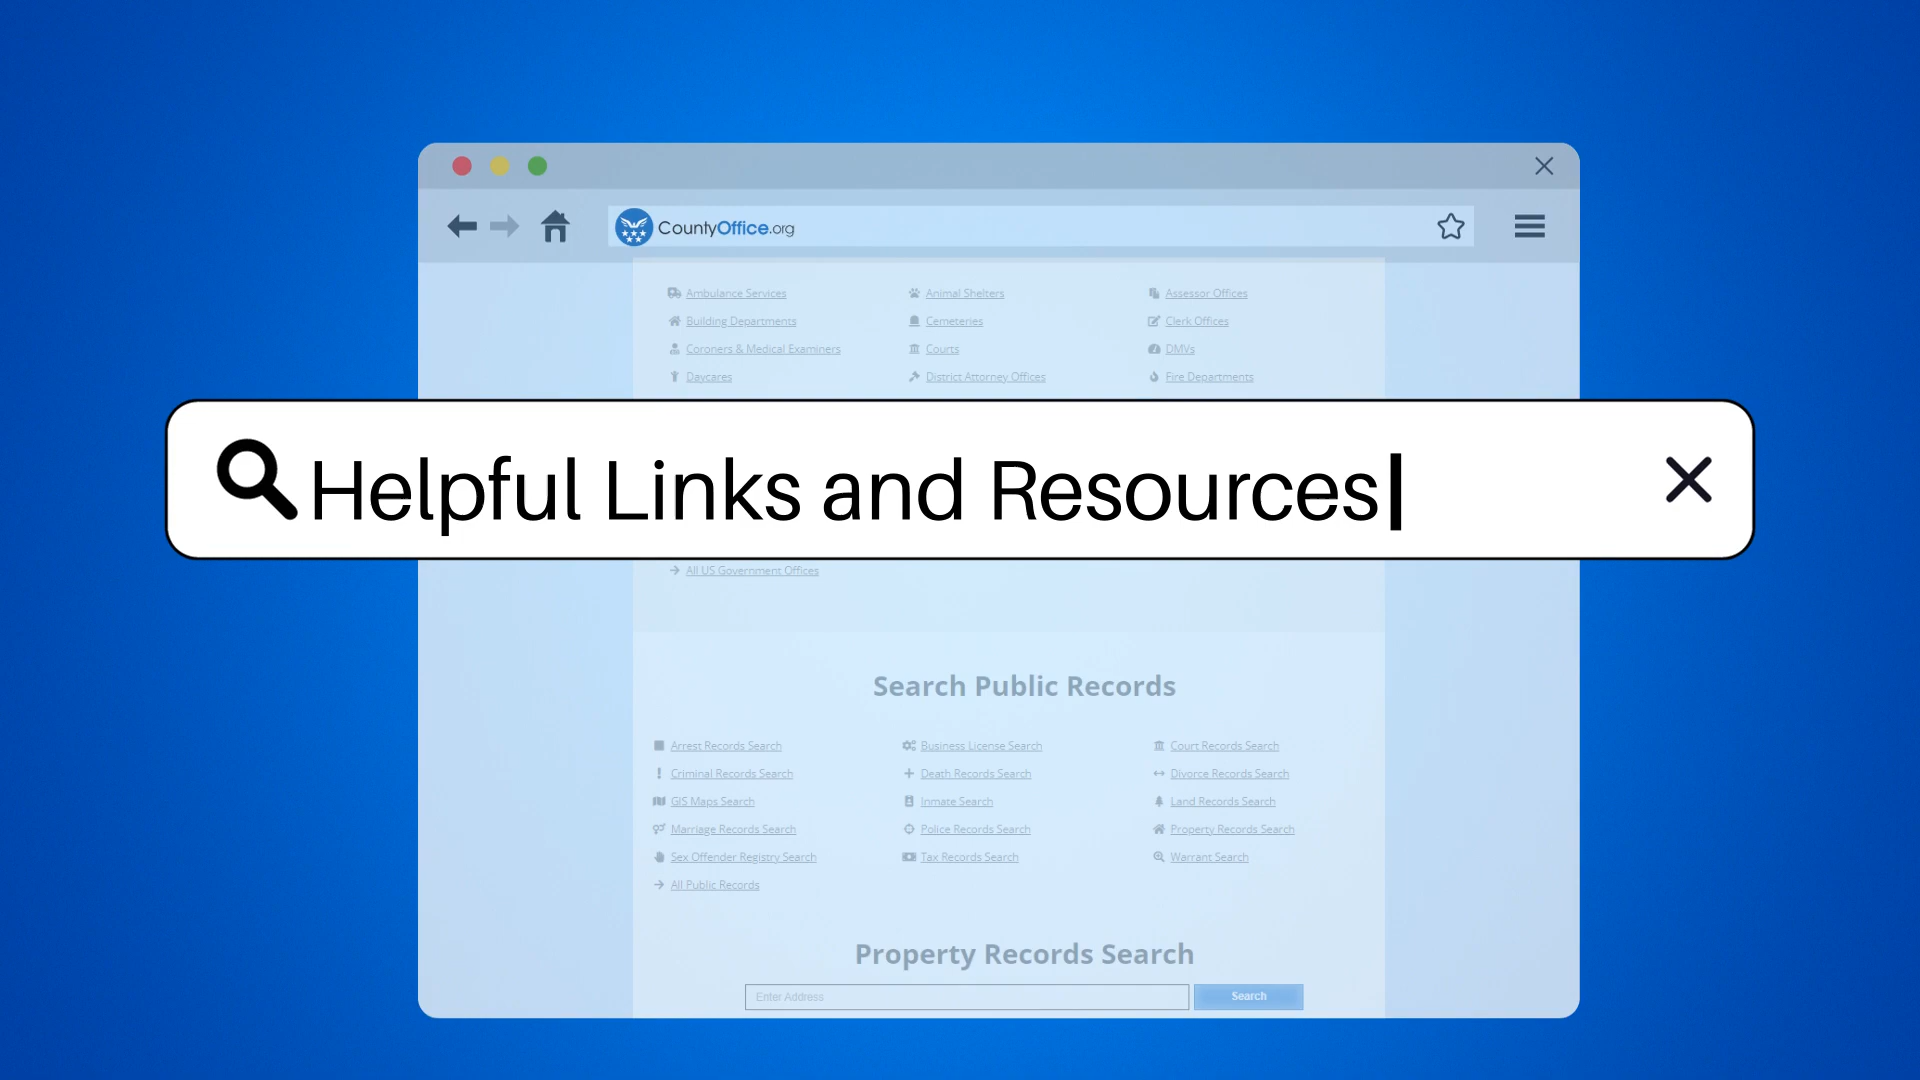 CountyOffice.org
Ambulance Services Animal Shelters Assessor Offices
Building Departments Cemeteries Clerk Offices
Coroners & Medical Examiners Courts DMVs
Daycares District Attorney Offices Fire Departments
Helpful Links and Resources
All US Government Offices
Search Public Records
Arrest Records Search Business License Search Court Records Search
Criminal Records Search Death Records Search Divorce Records Search
GIS Maps Search Inmate Search Land Records Search
Marriage Records Search Police Records Search Property Records Search
Sex Offender Registry Search Tax Records Search Warrant Search
All Public Records
Property Records Search
Enter Address Search